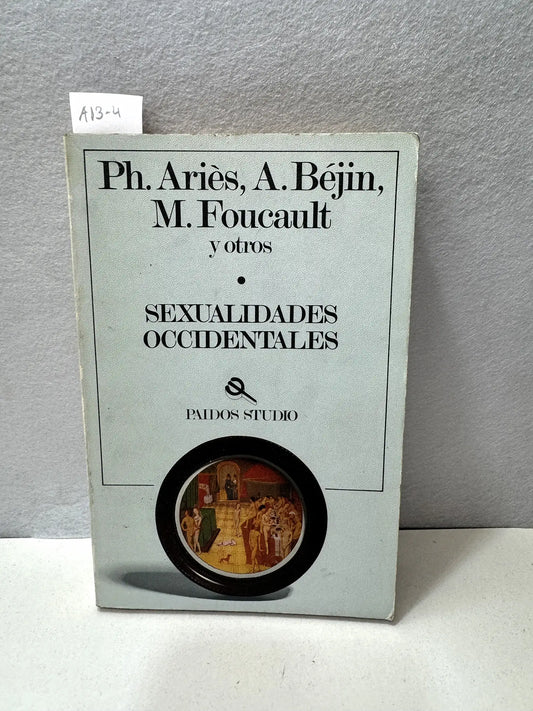 A13-4
Ph. Ariès, A. Béjin,
M. Foucault
y otros
SEXUALIDADES
OCCIDENTALES
PAIDOS STUDIO